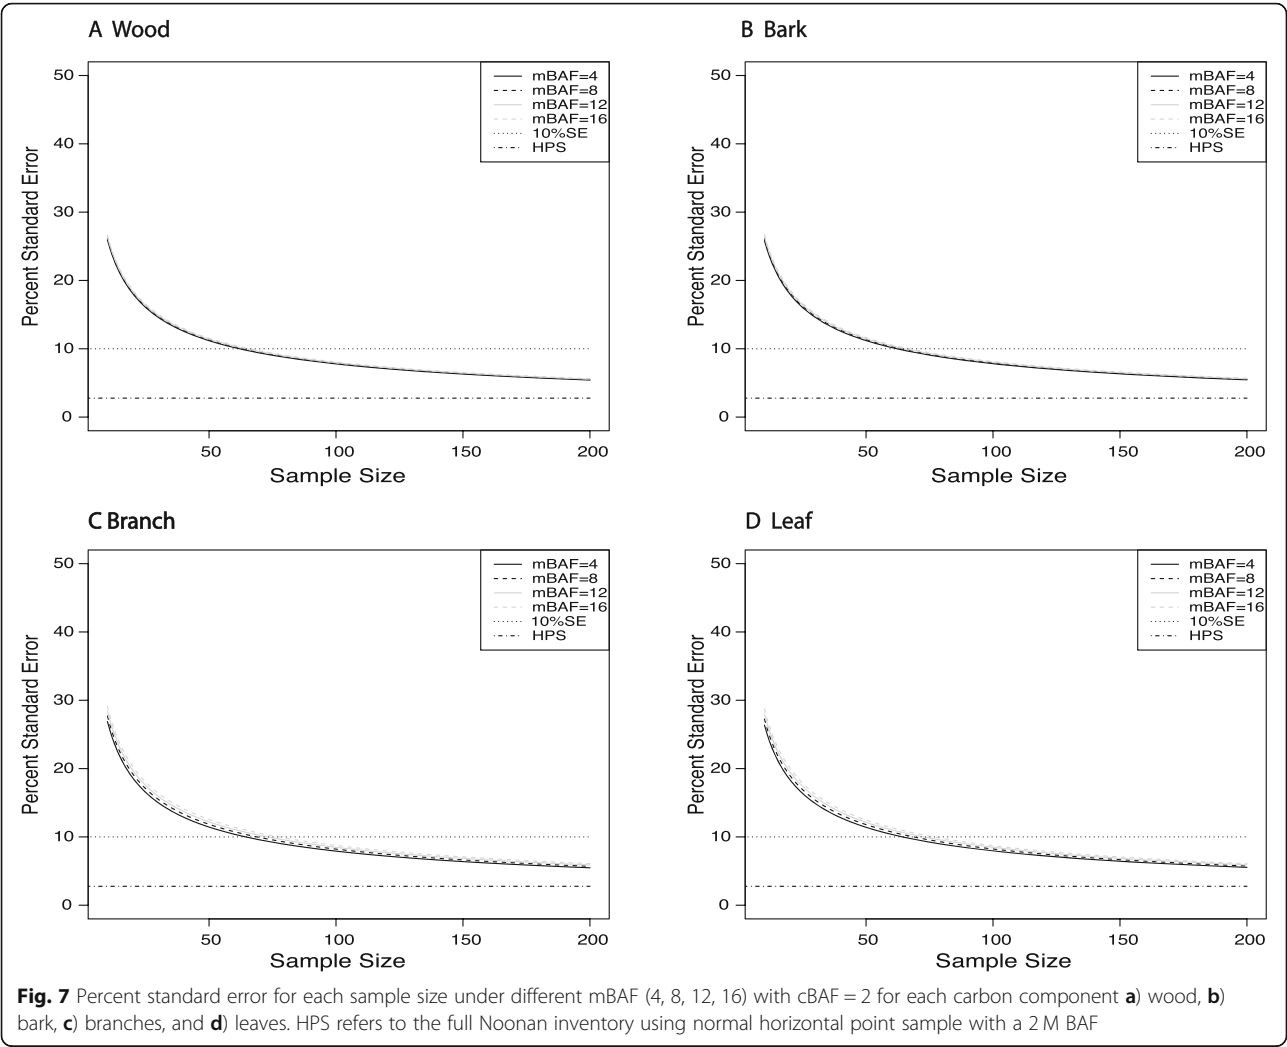 A Wood
50
40
30
20
10
0
Percent Standard Error
mBAF=4
mBAF=8
mBAF=12
mBAF=16
10%SE
HPS
50 100 150 200
Sample Size
B Bark
50
40
30
20
10
0
Percent Standard Error
mBAF=4
mBAF=8
mBAF=12
mBAF=16
10%SE
HPS
50 100 150 200
Sample Size
C Branch
50
40
30
20
10
0
Percent Standard Error
mBAF=4
mBAF=8
mBAF=12
mBAF=16
10%SE
HPS
50 100 150 200
Sample Size
D Leaf
50
40
30
20
10
0
Percent Standard Error
mBAF=4
mBAF=8
mBAF=12
mBAF=16
10%SE
HPS
50 100 150 200
Sample Size
Fig. 7 Percent standard error for each sample size under different mBAF (4, 8, 12, 16) with cBAF = 2 for each carbon component a) wood, b)
bark, c) branches, and d) leaves. HPS refers to the full Noonan inventory using normal horizontal point sample with a 2 M BAF